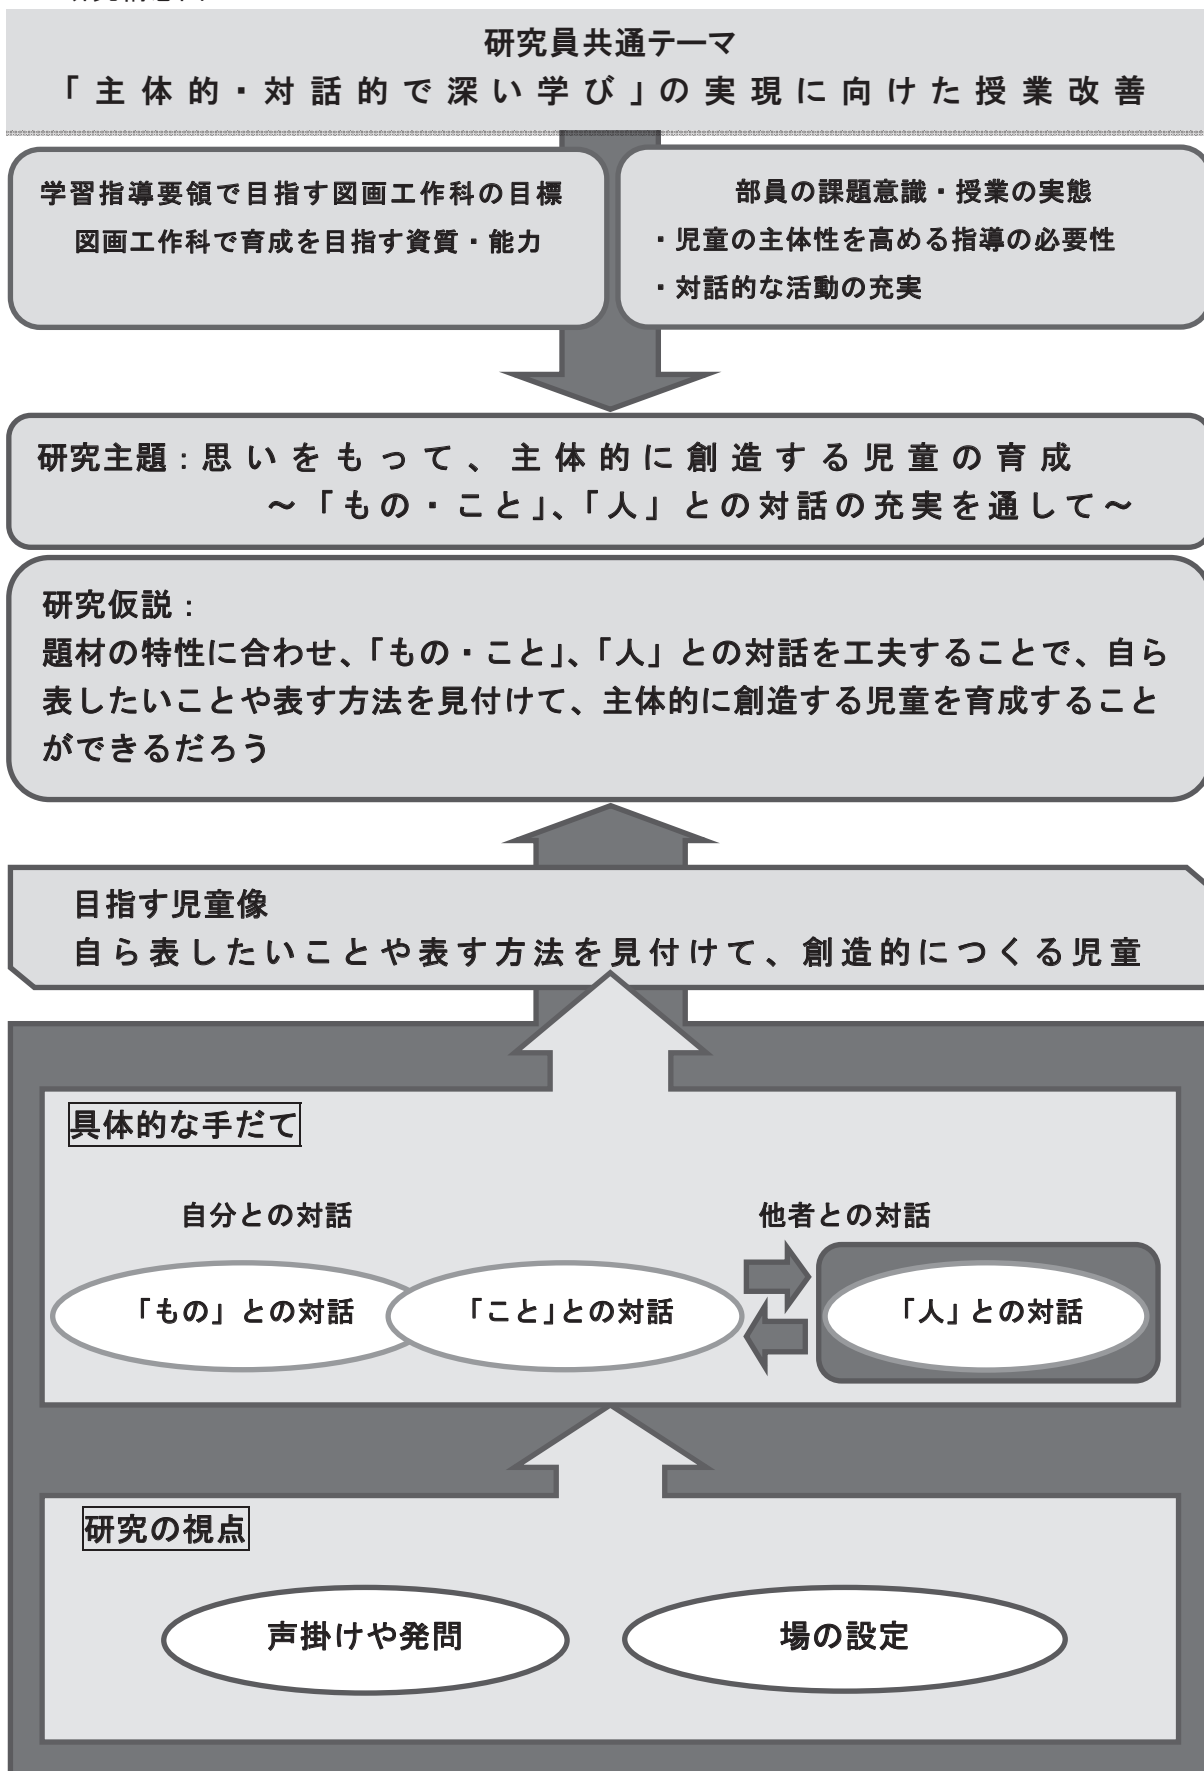 研究員共通テーマ
「主体的・対話的で深い学び」の実現に向けた授業改善
学習指導要領で目指す図画工作科の目標
図画工作科で育成を目指す資質・能力
部員の課題意識・授業の実態
・児童の主体性を高める指導の必要性
・対話的な活動の充実
研究主題:思いをもって、主体的に創造する児童の育成
~「もの・こと」、「人」との対話の充実を通して~
研究仮説:
題材の特性に合わせ、「もの・こと」、「人」との対話を工夫することで、自ら
表したいことや表す方法を見付けて、主体的に創造する児童を育成すること
ができるだろう
目指す児童像
自ら表したいことや表す方法を見付けて、創造的につくる児童
具体的な手だて
自分との対話
他者との対話
「もの」との対話
「こと」との対話
「人」との対話
研究の視点
声掛けや発問
場の設定